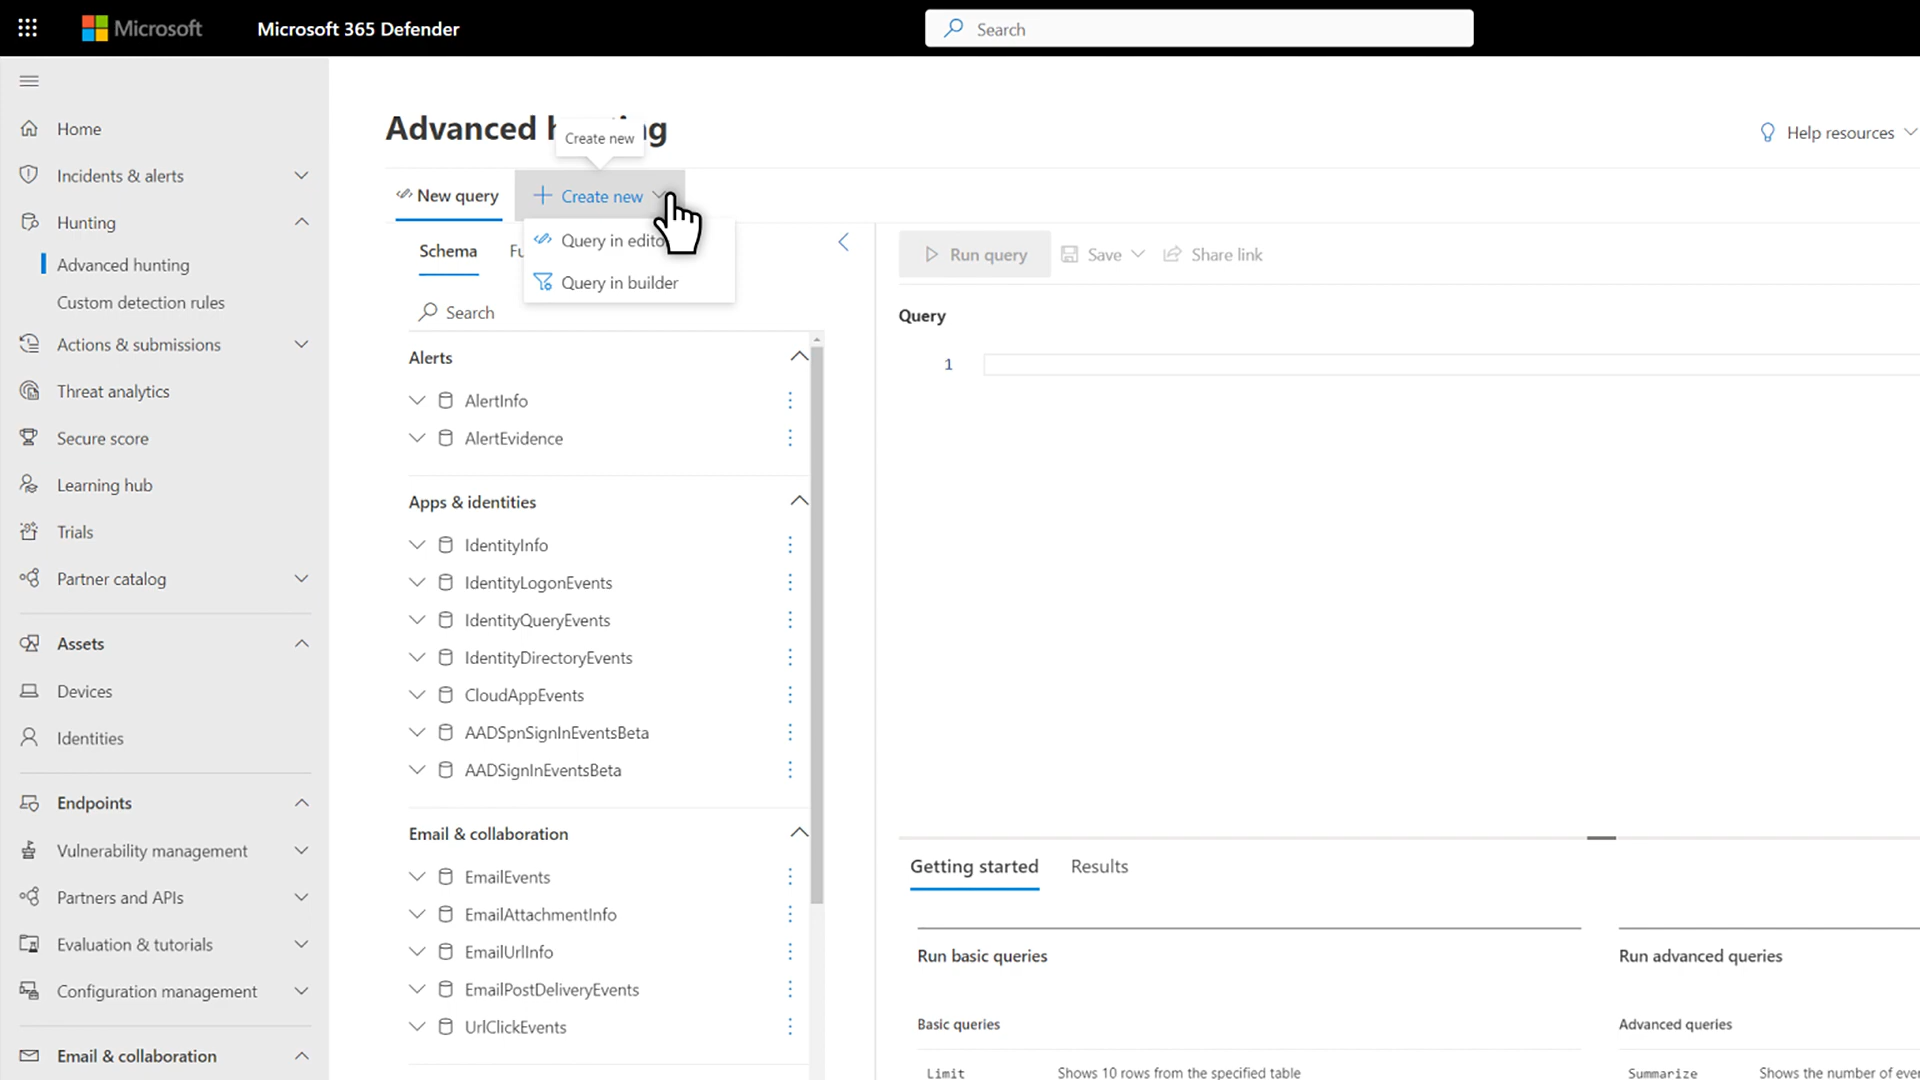 Microsoft
Microsoft 365 Defender
Search
Home
Incidents & alerts
Hunting
Advanced hunting
Custom detection rules
Actions & submissions
Threat analytics
Secure score
Learning hub
Trials
Partner catalog
Assets
Devices
Identities
Endpoints
Vulnerability management
Partners and APIs
Evaluation & tutorials
Configuration management
Email & collaboration
Advanced h ng
Create new
Help resources
New query
Create new
Query in edito
Query in builder
Schema
Fu
Search
Alerts
AlertInfo
AlertEvidence
Apps & identities
IdentityInfo
IdentityLogonEvents
IdentityQueryEvents
IdentityDirectoryEvents
CloudAppEvents
AADSpnSignInEventsBeta
AADSignInEventsBeta
Email & collaboration
EmailEvents
EmailAttachmentInfo
EmailUrlInfo
EmailPostDeliveryEvents
UrlClickEvents
Run query
Save
Share link
Query
1
Getting started
Results
Run basic queries
Basic queries
Limit Shows 10 rows from the specified table
Run advanced queries
Advanced queries
Summarize Shows the number of eve